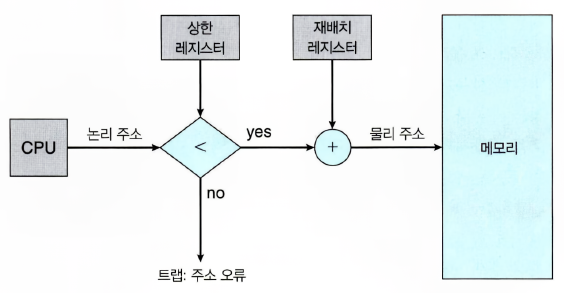 상한
레지스터
재배치
레지스터
CPU
논리 주소
<
yes
+
물리 주소
메모리
no
트랩: 주소 오류